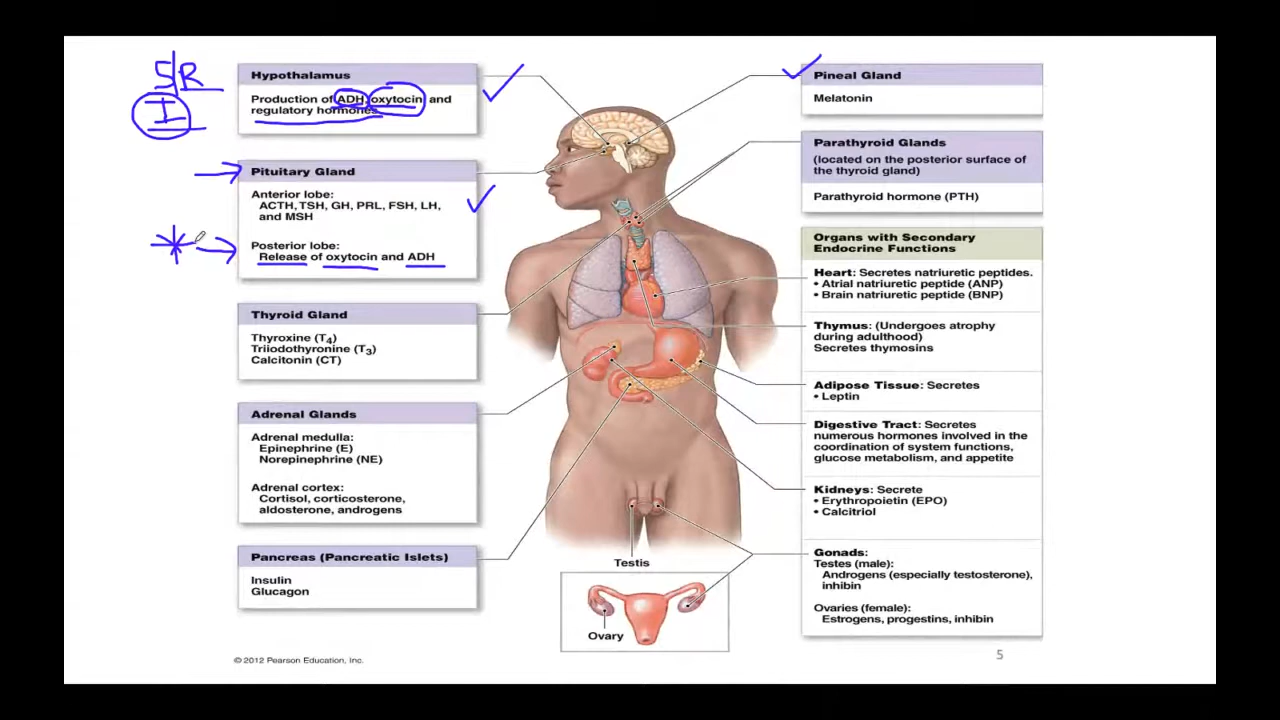 S/R
I
Hypothalamus
Production of ADH, oxytocin and
regulatory hormones
Pituitary Gland
Anterior lobe:
ACTH, TSH, GH, PRL, FSH, LH,
and MSH
Posterior lobe:
Release of oxytocin and ADH
Thyroid Gland
Thyroxine (T4)
Triiodothyronine (T3)
Calcitonin (CT)
Adrenal Glands
Adrenal medulla:
Epinephrine (E)
Norepinephrine (NE)
Adrenal cortex:
Cortisol, corticosterone,
aldosterone, androgens
Pancreas (Pancreatic Islets)
Insulin
Glucagon
Testis
Ovary
Pineal Gland
Melatonin
Parathyroid Glands
(located on the posterior surface of
the thyroid gland)
Parathyroid hormone (PTH)
Organs with Secondary
Endocrine Functions
Heart: Secretes natriuretic peptides.
• Atrial natriuretic peptide (ANP)
• Brain natriuretic peptide (BNP)
Thymus: (Undergoes atrophy
during adulthood)
Secretes thymosins
Adipose Tissue: Secretes
• Leptin
Digestive Tract: Secretes
numerous hormones involved in the
coordination of system functions,
glucose metabolism, and appetite
Kidneys: Secrete
• Erythropoietin (EPO)
• Calcitriol
Gonads:
Testes (male):
Androgens (especially testosterone),
inhibin
Ovaries (female):
Estrogens, progestins, inhibin
© 2012 Pearson Education, Inc.
5